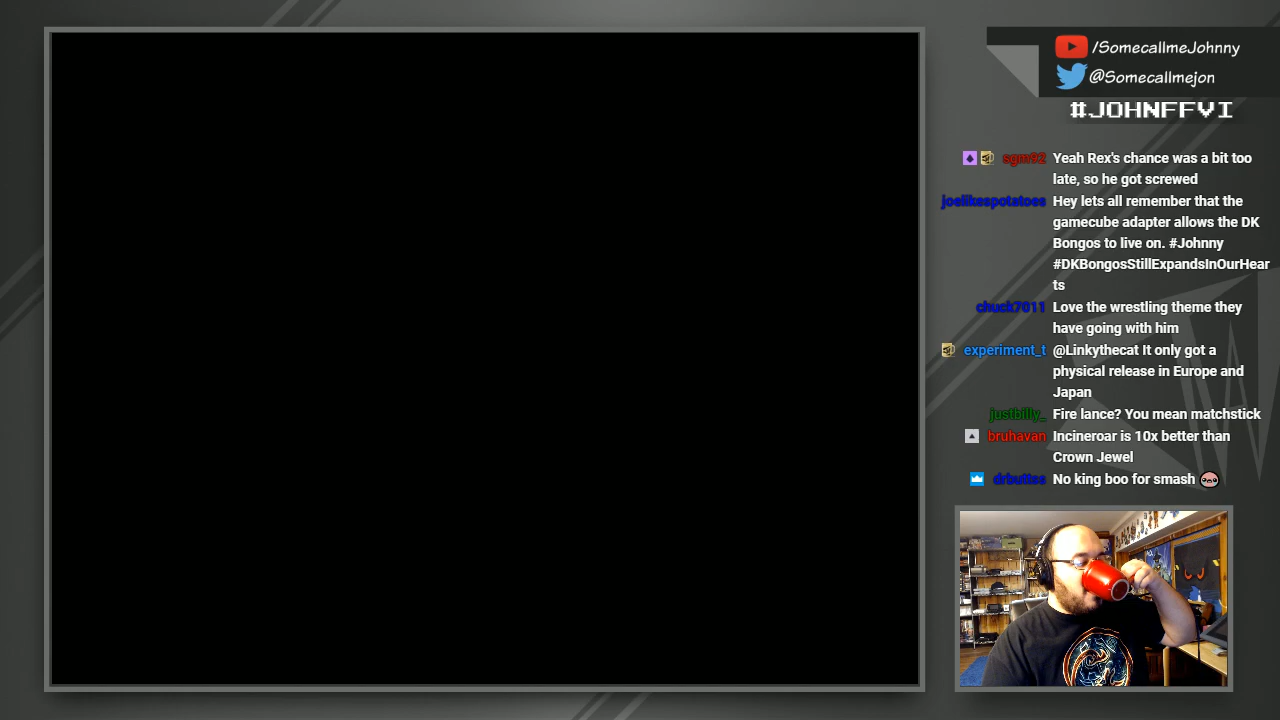 /SomecallmeJohnny
@Somecallmejon
#JOHNFFVI
sgm92 Yeah Rex's chance was a bit too
late, so he got screwed
joelikespotatoes Hey lets all remember that the
gamecube adapter allows the DK
Bongos to live on. #Johnny
#DKBongosStillExpandsInOurHear
ts
chuck7011 Love the wrestling theme they
have going with him
experiment_t @Linkythecat It only got a
physical release in Europe and
Japan
justbilly_ Fire lance? You mean matchstick
bruhavan Incineroar is 10x better than
Crown Jewel
drbuttss No king boo for smash